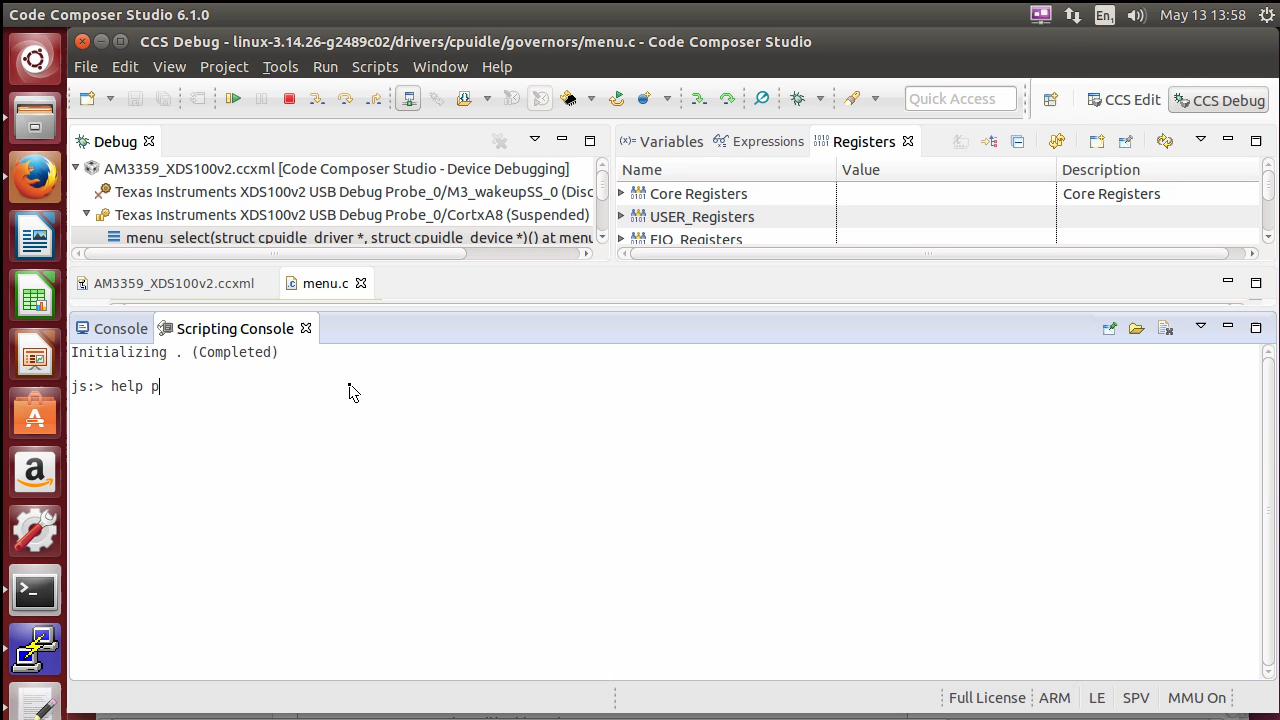 Code Composer Studio 6.1.0
En1
May 13 13:58
CCS Debug - linux-3.14.26-g2489c02/drivers/cpuidle/governors/menu.c - Code Composer Studio
File Edit View Project Tools Run Scripts Window Help
Quick Access
CCS Edit
CCS Debug
Debug
Variables
Expressions
Registers
AM3359_XDS100v2.ccxml [Code Composer Studio - Device Debugging]
Texas Instruments XDS100v2 USB Debug Probe_0/M3_wakeupSS_0 (Disc
Texas Instruments XDS100v2 USB Debug Probe_0/CortxA8 (Suspended)
menu_select(struct cpuidle_driver *, struct cpuidle_device *)() at menu
Name Value Description
Core Registers Core Registers
USER_Registers
FIQ_Registers
AM3359_XDS100v2.ccxml
menu.c
Console
Scripting Console
Initializing . (Completed)
js:> help p
Full License ARM LE SPV MMU On